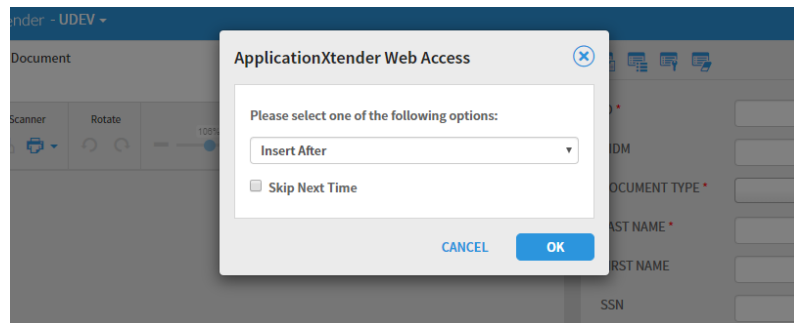 ender - UDEV
Document
Scanner
Rotate
108%
ApplicationXtender Web Access
Please select one of the following options:
Insert After
Skip Next Time
CANCEL
OK
IDM
OCUMENT TYPE *
AST NAME *
IRST NAME
SSN